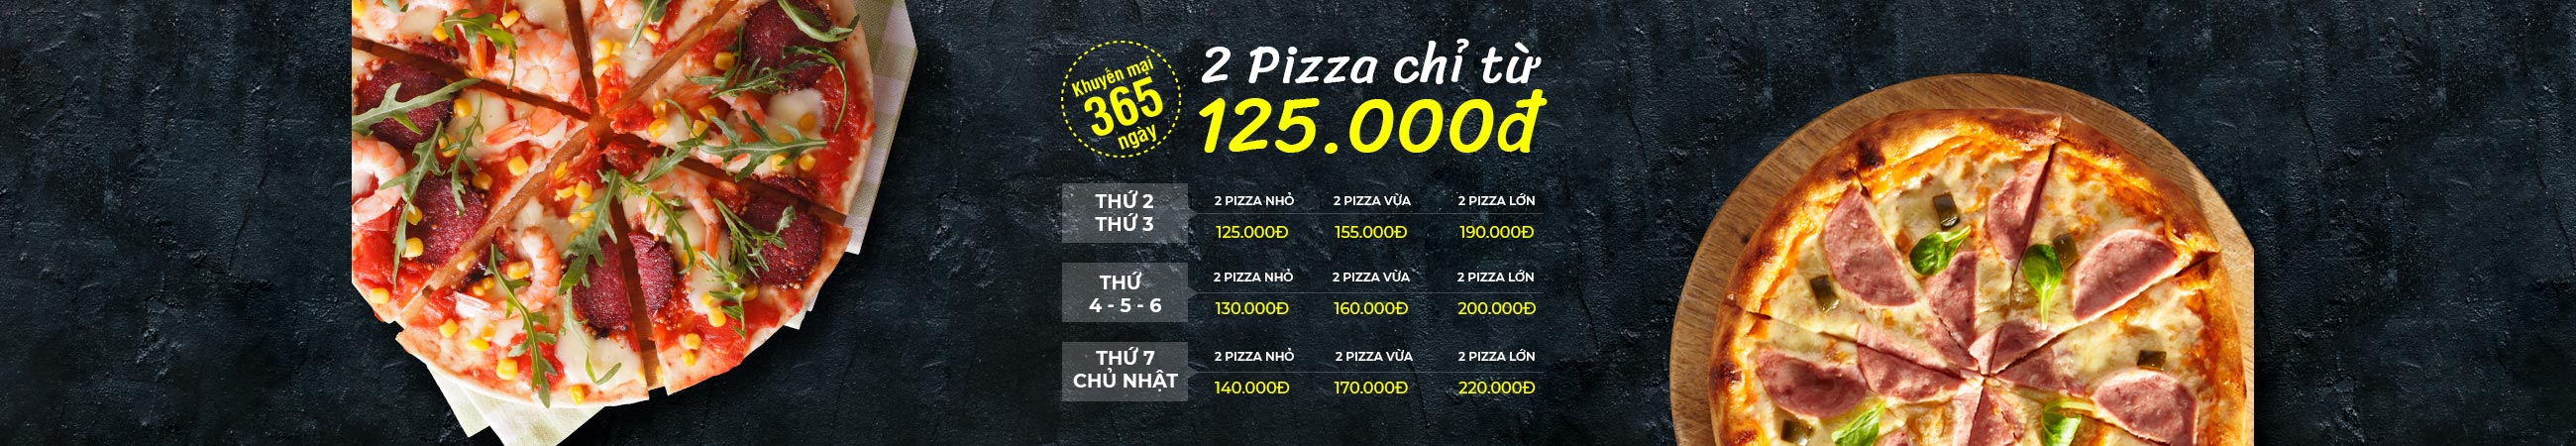 Khuyến mại
365
ngày
2 Pizza chỉ từ
125.000đ
THỨ 2
THỨ 3
2 PIZZA NHỎ 2 PIZZA VỪA 2 PIZZA LỚN
125.000Đ 155.000Đ 190.000Đ
THỨ
4 - 5 - 6
2 PIZZA NHỎ 2 PIZZA VỪA 2 PIZZA LỚN
130.000Đ 160.000Đ 200.000Đ
THỨ 7
CHỦ NHẬT
2 PIZZA NHỎ 2 PIZZA VỪA 2 PIZZA LỚN
140.000Đ 170.000Đ 220.000Đ